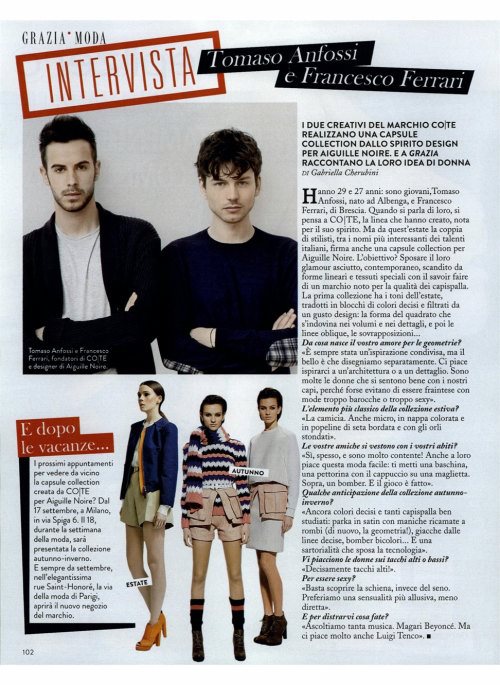 GRAZIA•MODA
INTERVISTA
Tomaso Anfossi
e Francesco Ferrari
I DUE CREATIVI DEL MARCHIO CO|TE
REALIZZANO UNA CAPSULE
COLLECTION DALLO SPIRITO DESIGN
PER AIGUILLE NOIRE. E A GRAZIA
RACCONTANO LA LORO IDEA DI DONNA
DI Gabriella Cherubini
Hanno 29 e 27 anni: sono giovani,Tomaso
Anfossi, nato ad Albenga, e Francesco
Ferrari, di Brescia. Quando si parla di loro, si
pensa a CO|TE, la linea che hanno creato, nota
per il suo spirito. Ma da quest'estate la coppia
di stilisti, tra i nomi più interessanti dei talenti
italiani, firma anche una capsule collection per
Aiguille Noire. L'obiettivo? Sposare il loro
glamour asciutto, contemporaneo, scandito da
forme lineari e tessuti speciali con il savoir faire
di un marchio noto per la qualità dei capispalla.
La prima collezione ha i toni dell'estate,
tradotti in blocchi di colori decisi e filtrati da
un gusto design: la forma del quadrato che
s'indovina nei volumi e nei dettagli, e poi le
linee oblique, le sovrapposizioni...
Da cosa nasce il vostro amore per le geometrie?
«È sempre stata un'ispirazione condivisa, ma il
bello è che disegniamo separatamente. Ci piace
ispirarci a un'architettura o a un dettaglio. Sono
molte le donne che si sentono bene con i nostri
capi, perché forse evitano di essere fraintese con
mode troppo barocche o troppo sexy».
L'elemento più classico della collezione estiva?
«La camicia. Anche micro, in nappa colorata e
in popeline di seta bordata e con gli orli
stondati».
Le vostre amiche si vestono con i vostri abiti?
«Sì, spesso, e sono molto contente! Anche a loro
piace questa moda facile: ti metti una baschina,
una pettorina con il cappuccio su una maglietta.
Sopra, un bomber. E il gioco è fatto».
Qualche anticipazione della collezione autunno-
inverno?
«Ancora colori decisi e tanti capispalla ben
studiati: parka in satin con maniche ricamate a
rombi (di nuovo, la geometria!), giacche dalle
linee decise, bomber bicolori... E una
sartorialità che sposa la tecnologia».
Vi piacciono le donne sui tacchi alti o bassi?
«Decisamente tacchi alti!».
Per essere sexy?
«Basta scoprire la schiena, invece del seno.
Preferiamo una sensualità più allusiva, meno
diretta».
E per distrarvi cosa fate?
«Ascoltiamo tanta musica. Magari Beyoncé. Ma
ci piace molto anche Luigi Tenco». ■
Tomaso Anfossi e Francesco
Ferrari, fondatori di CO|TE
e designer di Aiguille Noire.
E dopo
le vacanze...
I prossimi appuntamenti
per vedere da vicino
la capsule collection
creata da CO|TE
per Aiguille Noire? Dal
17 settembre, a Milano,
in via Spiga 6. Il 18,
durante la settimana
della moda, sarà
presentata la collezione
autunno-inverno.
E sempre da settembre,
nell'elegantissima
rue Saint-Honoré, la via
della moda di Parigi,
aprirà il nuovo negozio
del marchio.
ESTATE
AUTUNNO
102